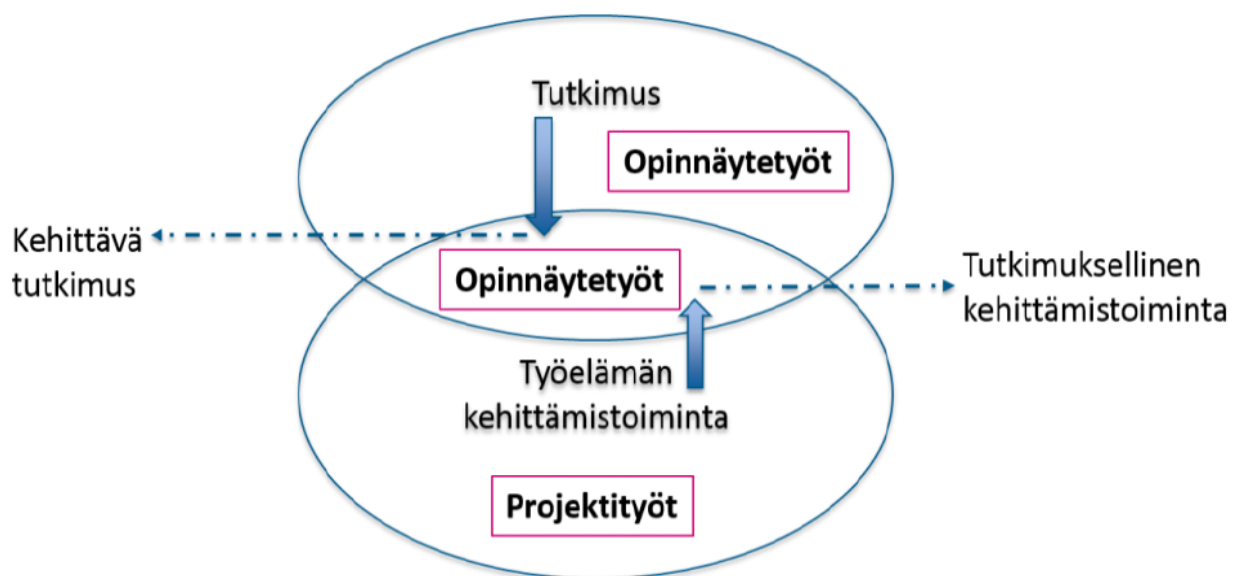 Tutkimus
Opinnäytetyöt
Kehittävä
tutkimus
Opinnäytetyöt
Tutkimuksellinen
kehittämistoiminta
Työelämän
kehittämistoiminta
Projektityöt